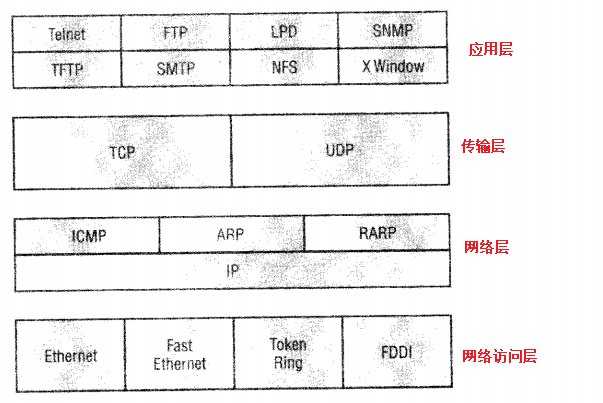 Telnet FTP LPD SNMP
应用层
TFTP SMTP NFS X Window
TCP UDP
传输层
ICMP ARP RARP
网络层
IP
Ethernet Fast Ethernet Token Ring FDDI
网络访问层